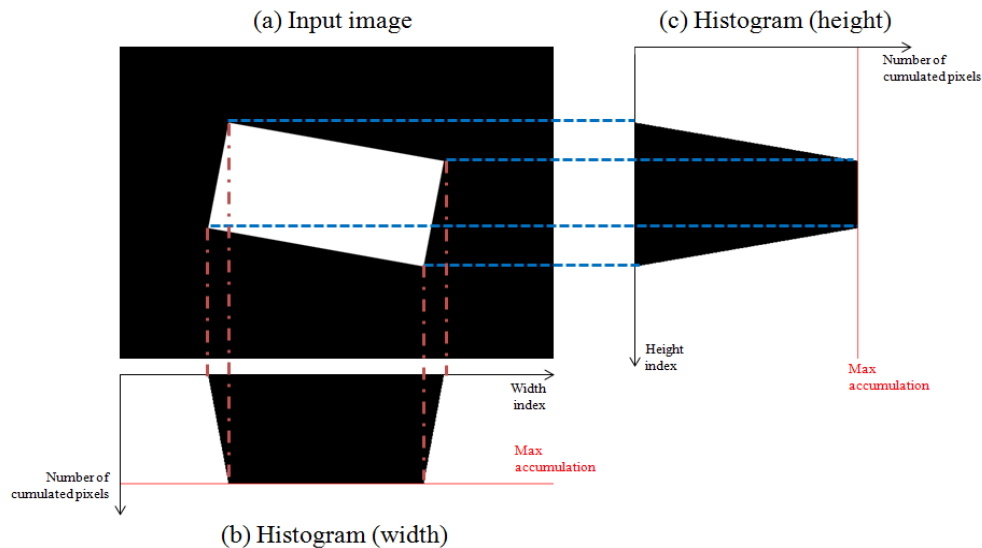 (a) Input image
(c) Histogram (height)
Number of
cumulated pixels
Height
index
Max
accumulation
Width
index
Max
accumulation
Number of
cumulated pixels
(b) Histogram (width)